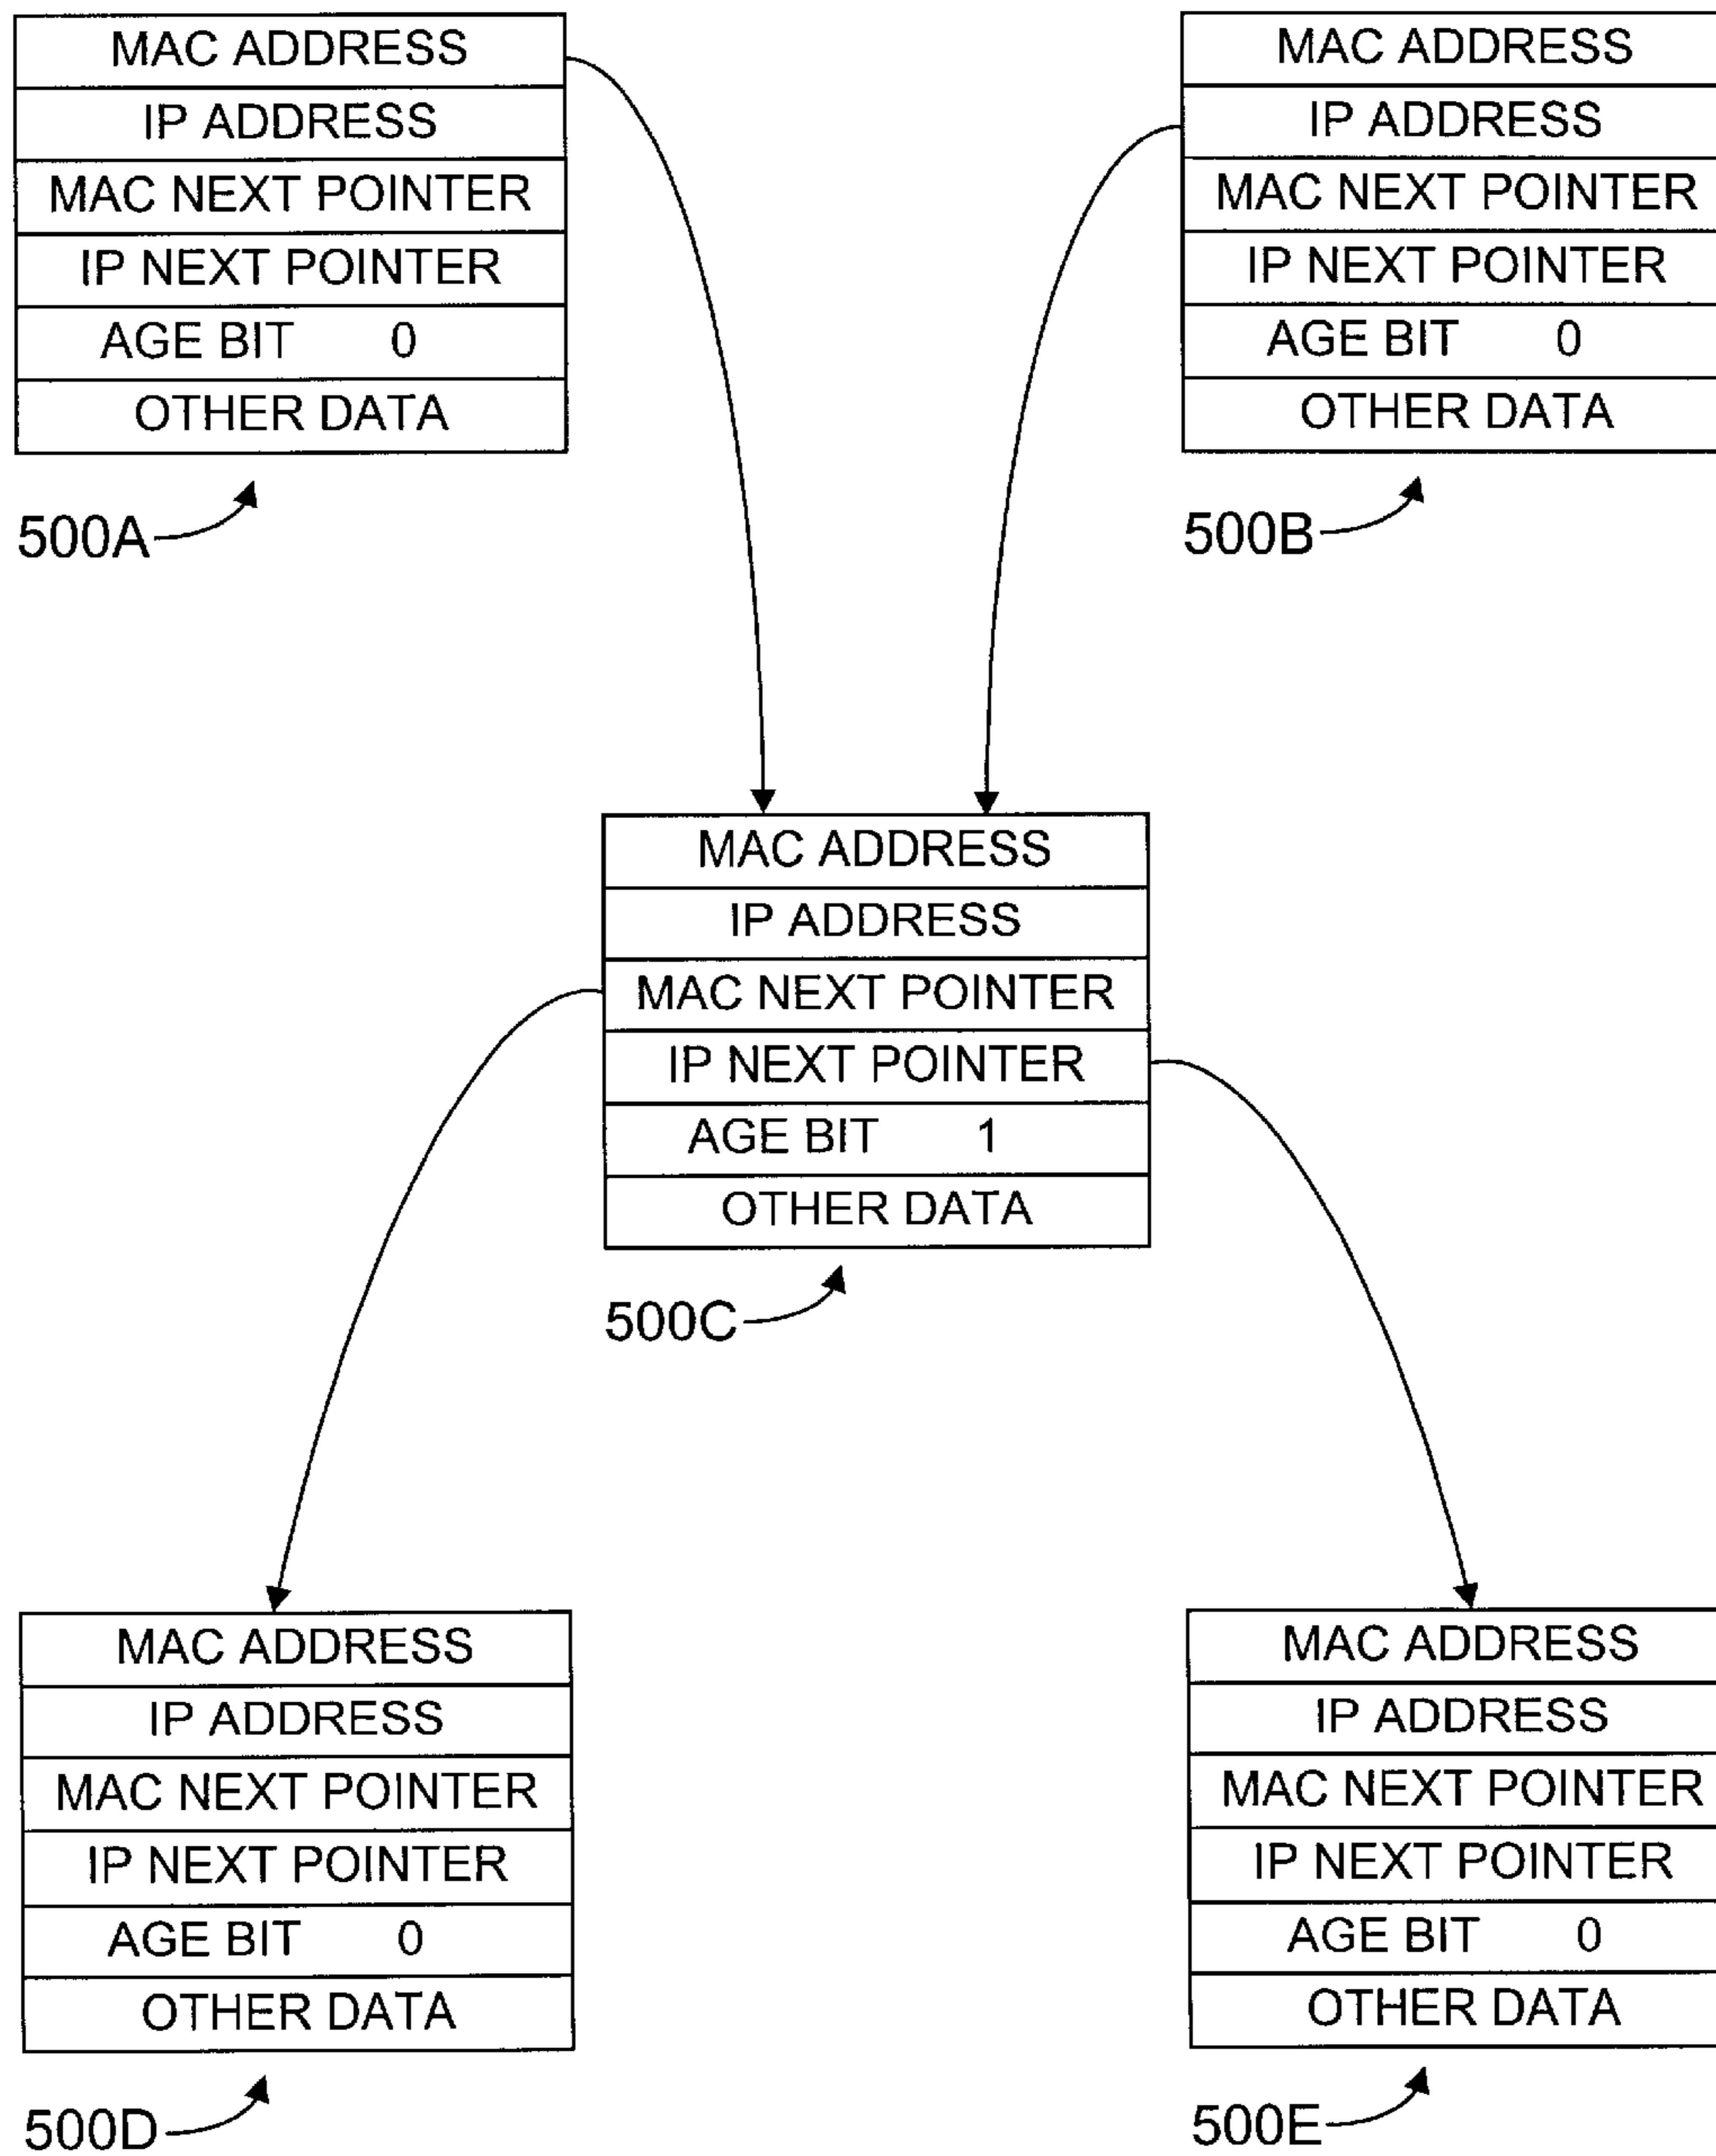 MAC ADDRESS
IP ADDRESS
MAC NEXT POINTER
IP NEXT POINTER
AGE BIT 0
OTHER DATA
500A
MAC ADDRESS
IP ADDRESS
MAC NEXT POINTER
IP NEXT POINTER
AGE BIT 0
OTHER DATA
500B
MAC ADDRESS
IP ADDRESS
MAC NEXT POINTER
IP NEXT POINTER
AGE BIT 1
OTHER DATA
500C
MAC ADDRESS
IP ADDRESS
MAC NEXT POINTER
IP NEXT POINTER
AGE BIT 0
OTHER DATA
500D
MAC ADDRESS
IP ADDRESS
MAC NEXT POINTER
IP NEXT POINTER
AGE BIT 0
OTHER DATA
500E